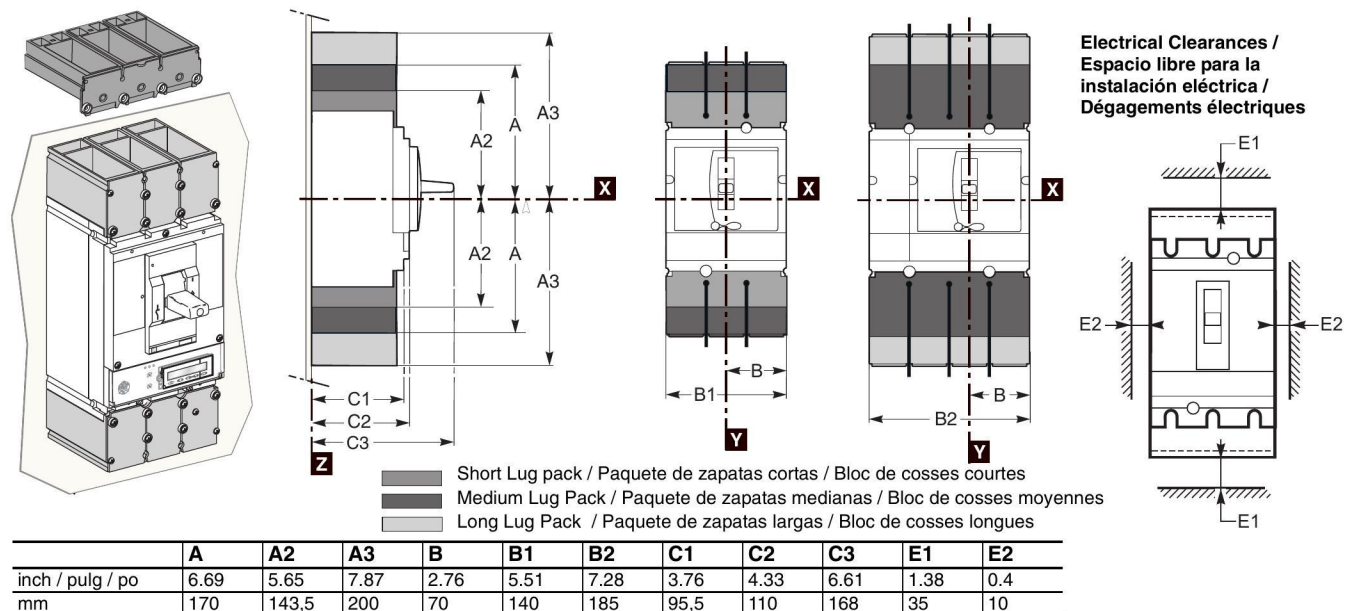 Electrical Clearances /
Espacio libre para la
instalación eléctrica /
Dégagements électriques
E1
A3
A
A2
X
X
X
A2
A
A3
E2
E2
B
B1
B
B2
C1
C2
C3
Z
Y
Y
E1
Short Lug pack / Paquete de zapatas cortas / Bloc de cosses courtes
Medium Lug Pack / Paquete de zapatas medianas / Bloc de cosses moyennes
Long Lug Pack / Paquete de zapatas largas / Bloc de cosses longues
A A2 A3 B B1 B2 C1 C2 C3 E1 E2
inch / pulg / po 6.69 5.65 7.87 2.76 5.51 7.28 3.76 4.33 6.61 1.38 0.4
mm 170 143,5 200 70 140 185 95,5 110 168 35 10